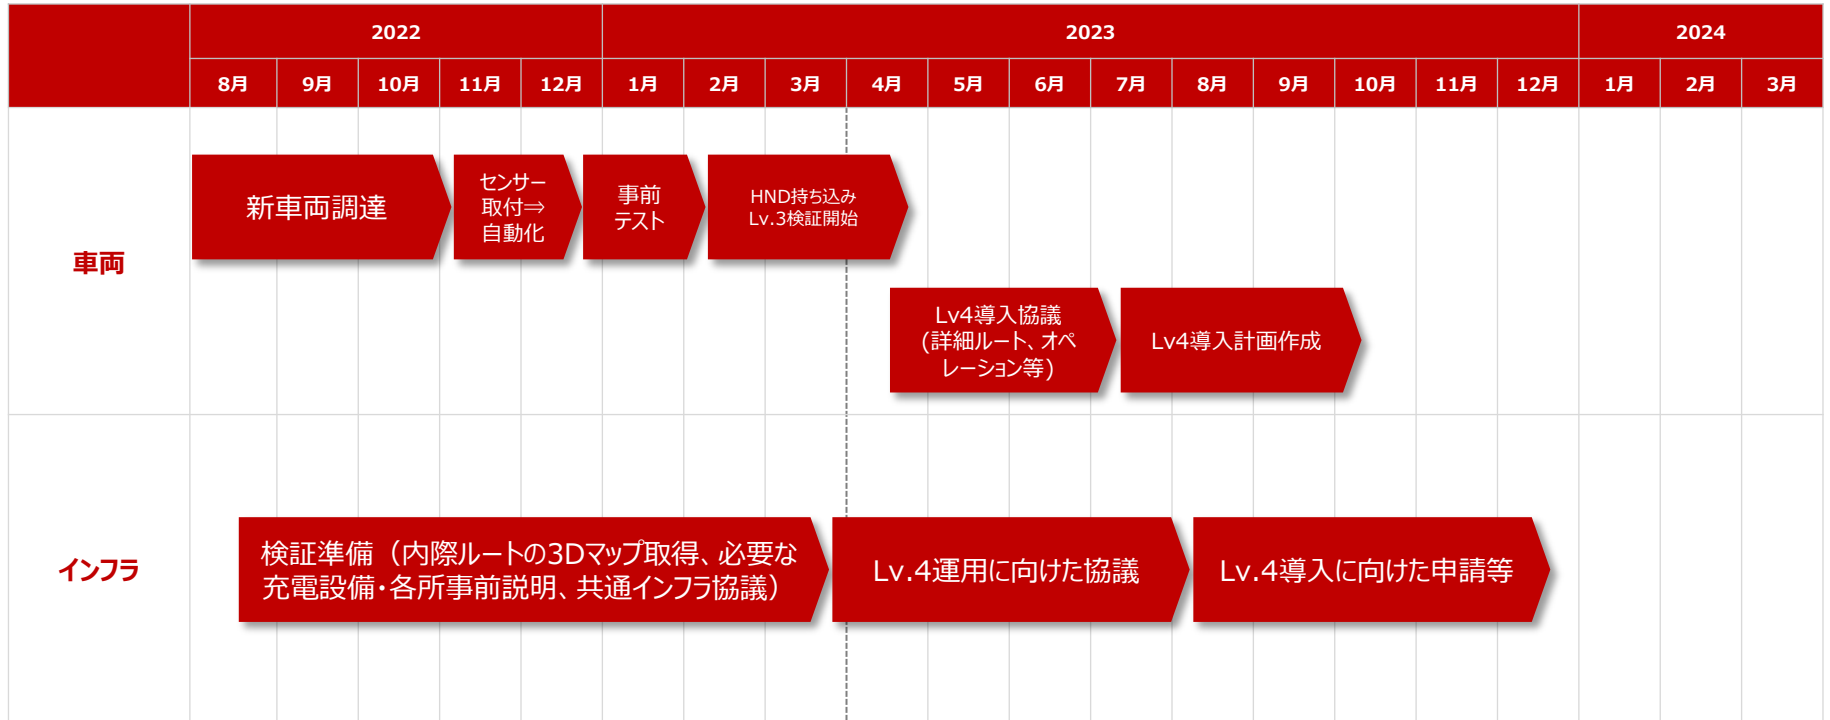 2022
2023
2024
8月
9月
10月
11月
12月
1月
2月
3月
4月
5月
6月
7月
8月
9月
10月
11月
12月
1月
2月
3月
車両
新車両調達
センサー
取付⇒
自動化
事前
テスト
HND持ち込み
Lv.3検証開始
Lv4導入協議
(詳細ルート、オペ
レーション等)
Lv4導入計画作成
インフラ
検証準備（内際ルートの3Dマップ取得、必要な
充電設備・各所事前説明、共通インフラ協議）
Lv.4運用に向けた協議
Lv.4導入に向けた申請等